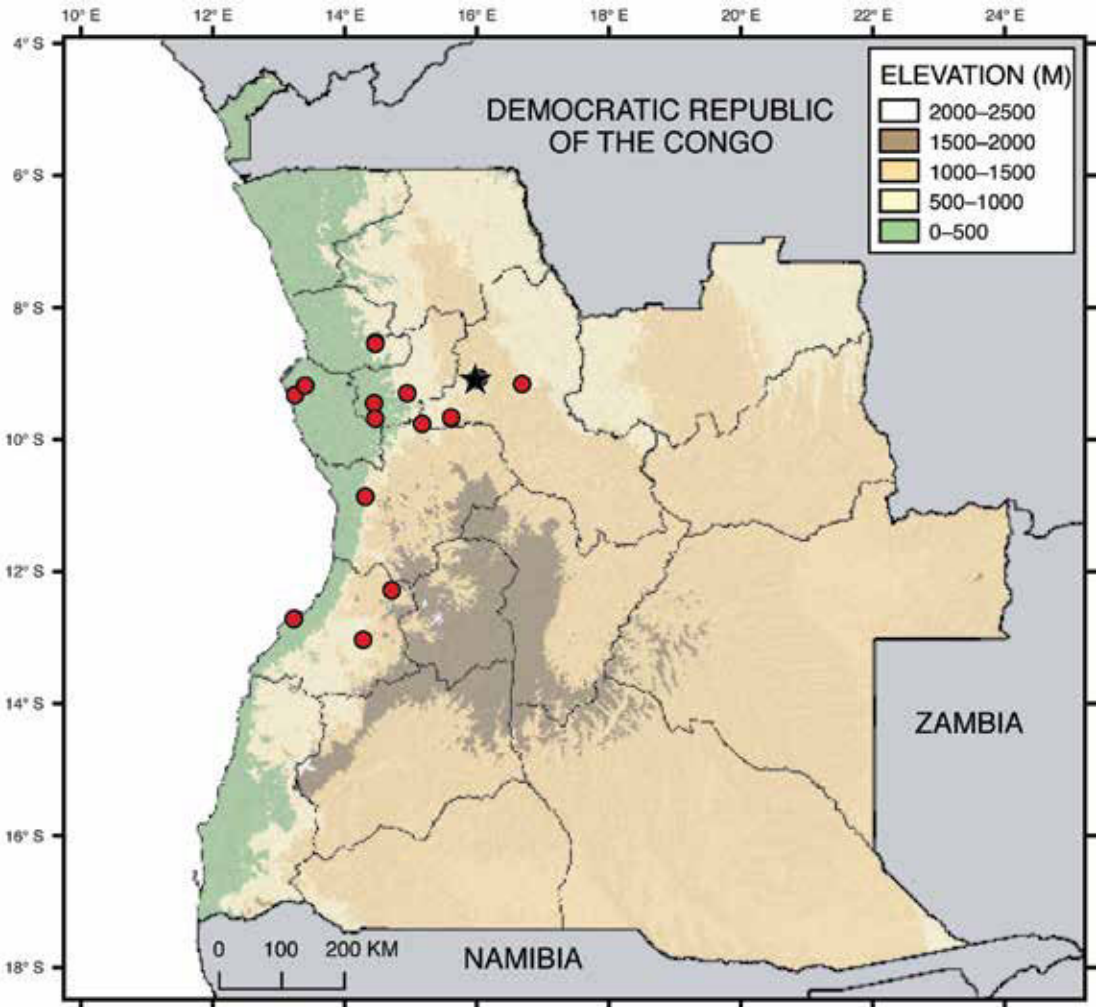 10° E 12° E 14° E 16° E 18° E 20° E 22° E 24° E
4° S
ELEVATION (M)
2000–2500
1500–2000
1000–1500
500–1000
0–500
DEMOCRATIC REPUBLIC
OF THE CONGO
6° S
8° S
10° S
12° S
14° S
ZAMBIA
16° S
0 100 200 KM
NAMIBIA
18° S